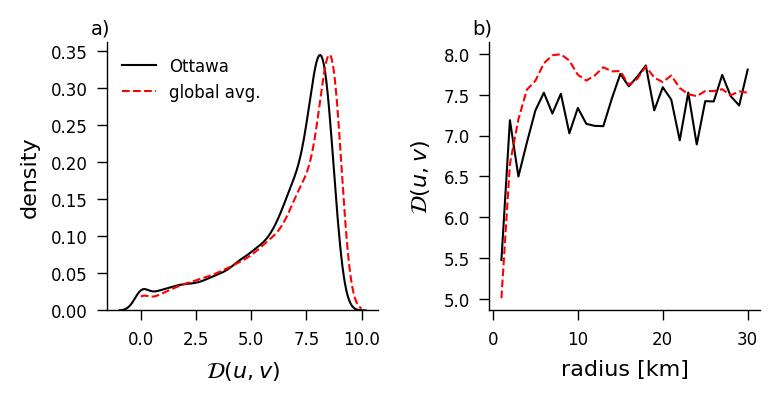 a)
density
0.35
0.30
0.25
0.20
0.15
0.10
0.05
0.00
Ottawa
global avg.
0.0 2.5 5.0 7.5 10.0
𝒟(u, v)
b)
𝒟(u, v)
8.0
7.5
7.0
6.5
6.0
5.5
5.0
0 10 20 30
radius [km]